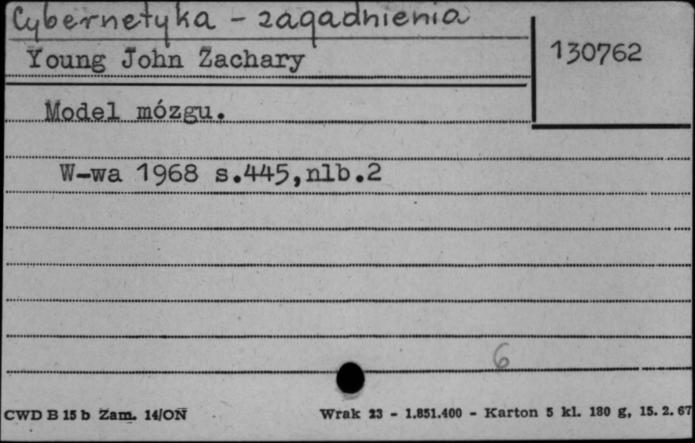 Cybernetyka - zagadnienia
Young John Zachary
130762
Model mózgu.
W-wa 1968 s.445,nlb.2
6
CWD B 15 b Zam. 14/ON
Wrak 23 - 1.851.400 - Karton 5 kl. 180 g, 15. 2. 67